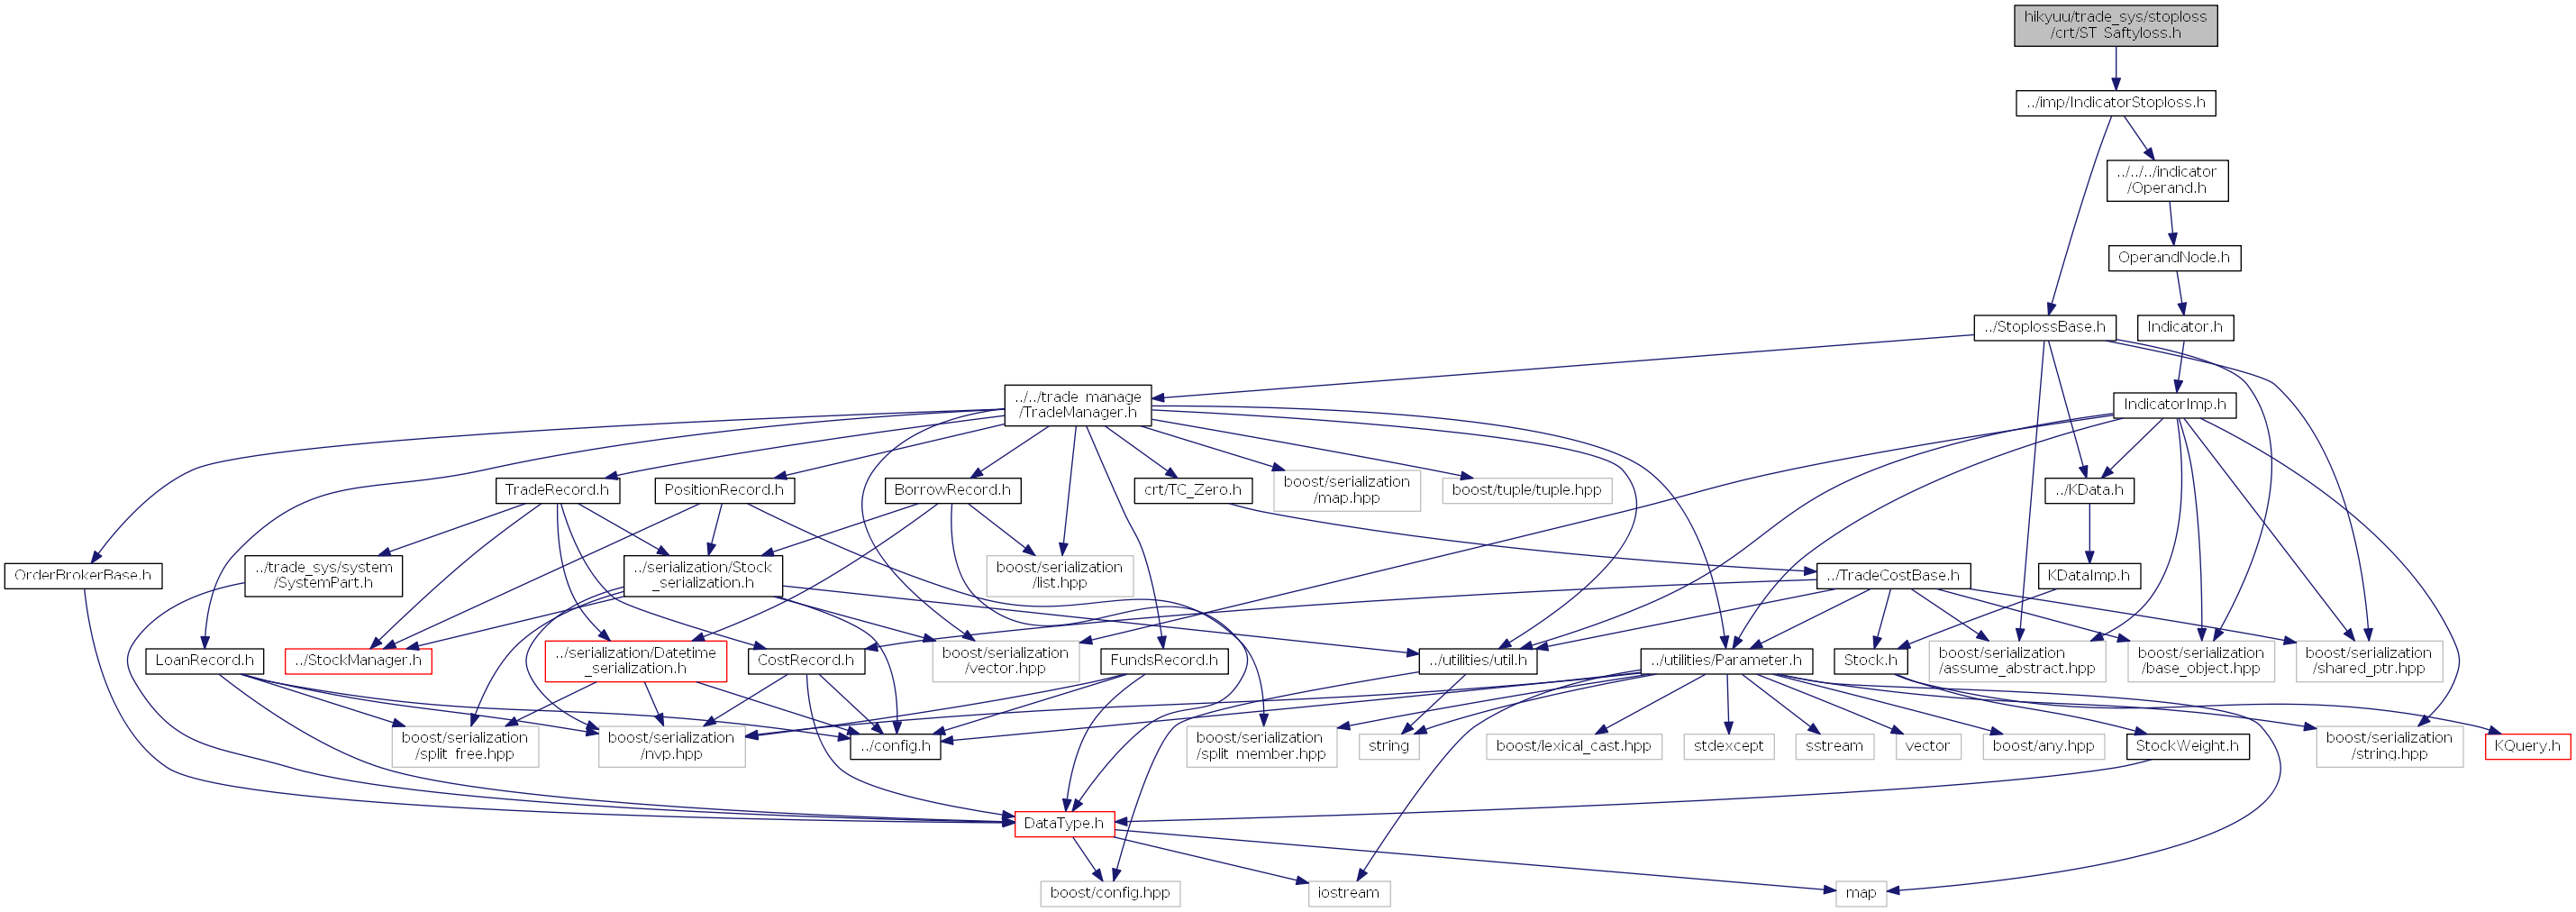 hikyuu/trade_sys/stoploss
/crt/ST_Saftyloss.h
../imp/IndicatorStoploss.h
../../../indicator
/Operand.h
OperandNode.h
../StoplossBase.h
Indicator.h
../../trade_manage
/TradeManager.h
IndicatorImp.h
TradeRecord.h
PositionRecord.h
BorrowRecord.h
crt/TC_Zero.h
boost/serialization
/map.hpp
boost/tuple/tuple.hpp
../KData.h
OrderBrokerBase.h
../trade_sys/system
/SystemPart.h
../serialization/Stock
_serialization.h
boost/serialization
/list.hpp
../TradeCostBase.h
KDataImp.h
LoanRecord.h
../StockManager.h
../serialization/Datetime
_serialization.h
CostRecord.h
boost/serialization
/vector.hpp
FundsRecord.h
../utilities/util.h
../utilities/Parameter.h
Stock.h
boost/serialization
/assume_abstract.hpp
boost/serialization
/base_object.hpp
boost/serialization
/shared_ptr.hpp
boost/serialization
/split_free.hpp
boost/serialization
/nvp.hpp
../config.h
boost/serialization
/split_member.hpp
string
boost/lexical_cast.hpp
stdexcept
sstream
vector
boost/any.hpp
StockWeight.h
boost/serialization
/string.hpp
KQuery.h
DataType.h
boost/config.hpp
iostream
map